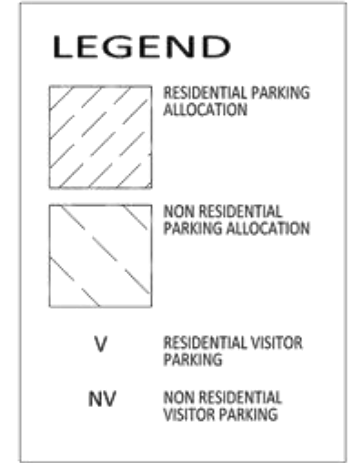 LEGEND
RESIDENTIAL PARKING
ALLOCATION
NON RESIDENTIAL
PARKING ALLOCATION
V
RESIDENTIAL VISITOR
PARKING
NV
NON RESIDENTIAL
VISITOR PARKING